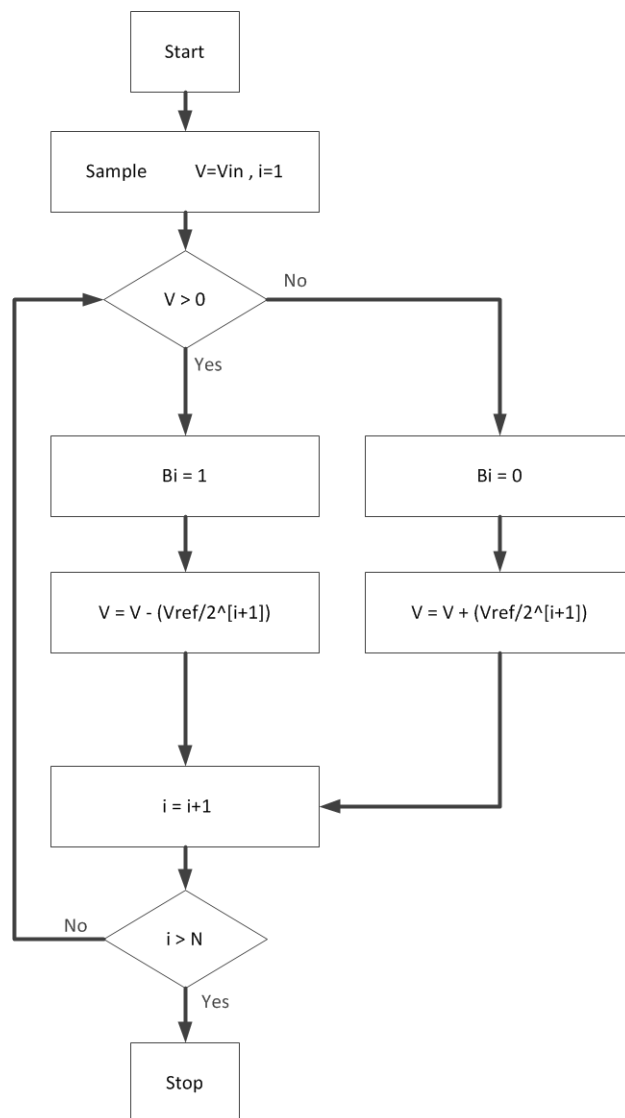 Start
Sample V=Vin , i=1
V > 0
No
Yes
Bi = 1
Bi = 0
V = V - (Vref/2^[i+1])
V = V + (Vref/2^[i+1])
i = i+1
No
i > N
Yes
Stop